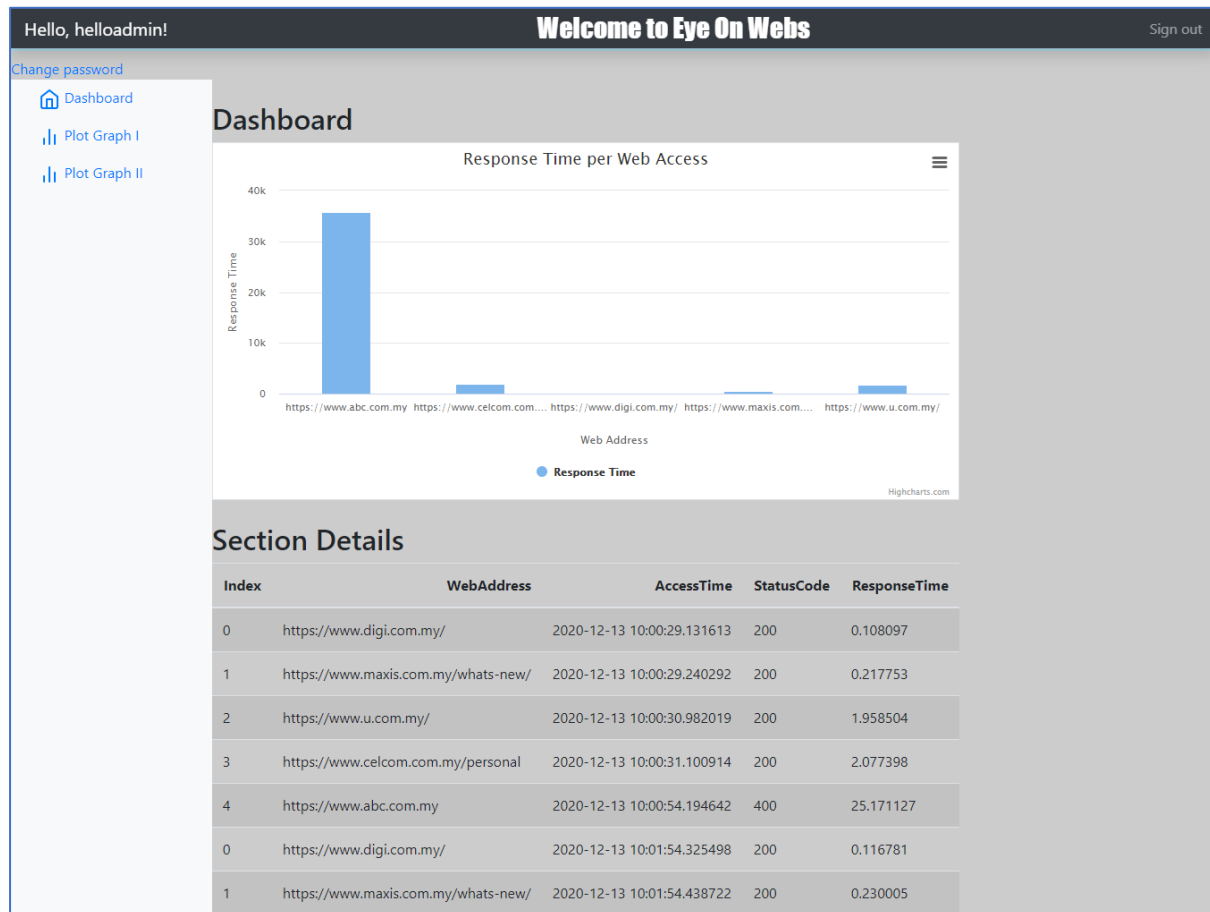 Hello, helloadmin! Welcome to Eye On Webs Sign out
Change password
Dashboard
Plot Graph I
Plot Graph II
Dashboard
Response Time per Web Access
Response Time
40k
30k
20k
10k
0
https://www.abc.com.my https://www.celcom.com.... https://www.digi.com.my/ https://www.maxis.com.... https://www.u.com.my/
Web Address
Response Time
Highcharts.com
Section Details
Index WebAddress AccessTime StatusCode ResponseTime
0 https://www.digi.com.my/ 2020-12-13 10:00:29.131613 200 0.108097
1 https://www.maxis.com.my/whats-new/ 2020-12-13 10:00:29.240292 200 0.217753
2 https://www.u.com.my/ 2020-12-13 10:00:30.982019 200 1.958504
3 https://www.celcom.com.my/personal 2020-12-13 10:00:31.100914 200 2.077398
4 https://www.abc.com.my 2020-12-13 10:00:54.194642 400 25.171127
0 https://www.digi.com.my/ 2020-12-13 10:01:54.325498 200 0.116781
1 https://www.maxis.com.my/whats-new/ 2020-12-13 10:01:54.438722 200 0.230005